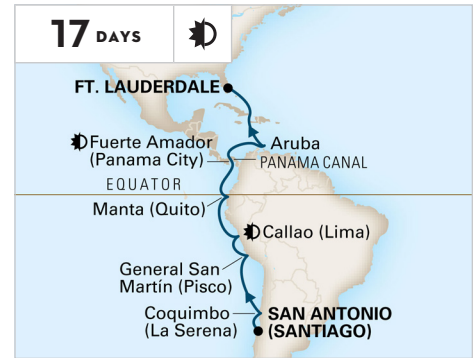 17 DAYS
FT. LAUDERDALE
Fuerte Amador
(Panama City)
Aruba
PANAMA CANAL
EQUATOR
Manta (Quito)
Callao (Lima)
General San
Martín (Pisco)
Coquimbo
(La Serena)
SAN ANTONIO
(SANTIAGO)